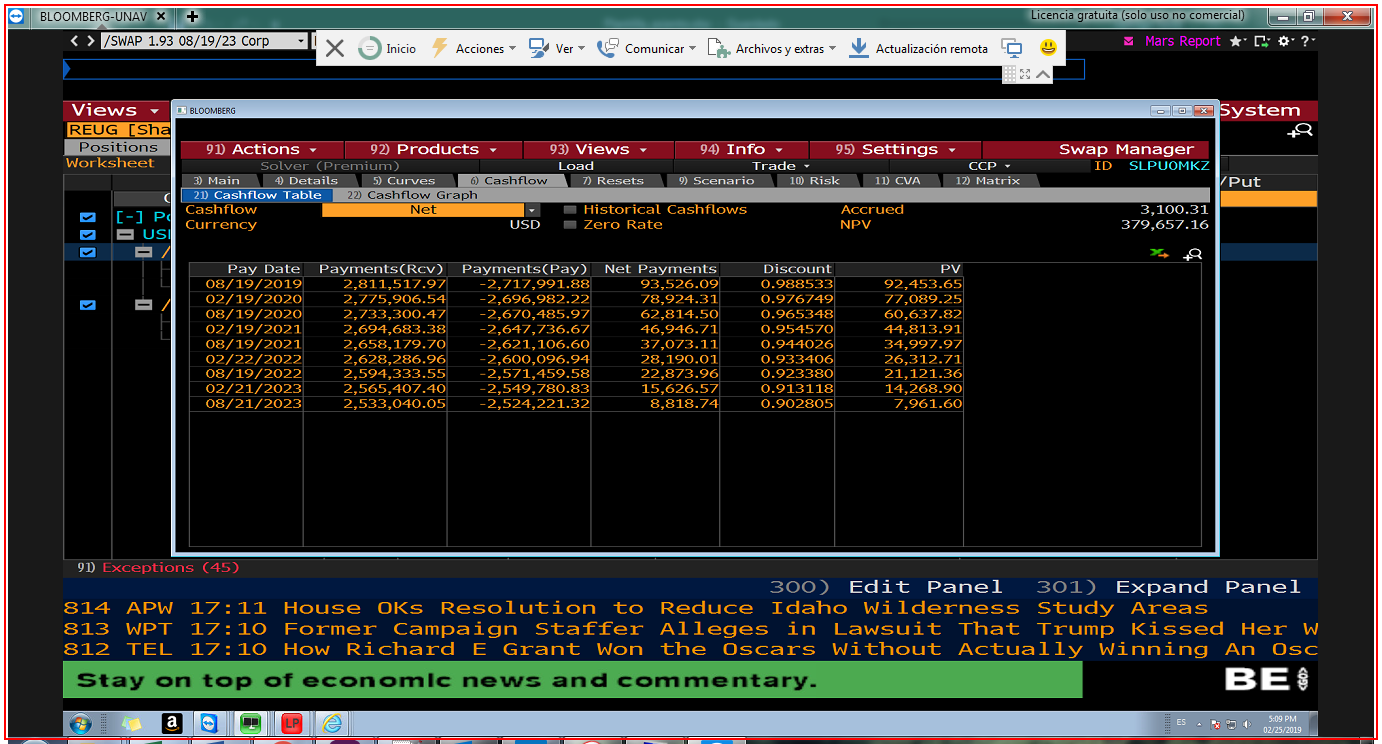 BLOOMBERG-UNAV
Licencia gratuita (solo uso no comercial)
/SWAP 1.93 08/19/23 Corp
Inicio Acciones Ver Comunicar Archivos y extras Actualización remota
Mars Report
Views
System
REUG [Sha
Positions
Worksheet
/Put
[-] Po
USD
BLOOMBERG
91) Actions 92) Products 93) Views 94) Info 95) Settings Swap Manager
Solver (Premium) Load Trade CCP ID SLPU0MKZ
3) Main 4) Details 5) Curves 6) Cashflow 7) Resets 9) Scenario 10) Risk 11) CVA 12) Matrix
21) Cashflow Table 22) Cashflow Graph
Cashflow Net Historical Cashflows Accrued 3,100.31
Currency USD Zero Rate NPV 379,657.16
Pay Date Payments(Rcv) Payments(Pay) Net Payments Discount PV
08/19/2019 2,811,517.97 -2,717,991.88 93,526.09 0.988533 92,453.65
02/19/2020 2,775,906.54 -2,696,982.22 78,924.31 0.976749 77,089.25
08/19/2020 2,733,300.47 -2,670,485.97 62,814.50 0.965348 60,637.82
02/19/2021 2,694,683.38 -2,647,736.67 46,946.71 0.954570 44,813.91
08/19/2021 2,658,179.70 -2,621,106.60 37,073.11 0.944026 34,997.97
02/22/2022 2,628,286.96 -2,600,096.94 28,190.01 0.933406 26,312.71
08/19/2022 2,594,333.55 -2,571,459.58 22,873.96 0.923380 21,121.36
02/21/2023 2,565,407.40 -2,549,780.83 15,626.57 0.913118 14,268.90
08/21/2023 2,533,040.05 -2,524,221.32 8,818.74 0.902805 7,961.60
91) Exceptions (45)
300) Edit Panel 301) Expand Panel
814 APW 17:11 House OKs Resolution to Reduce Idaho Wilderness Study Areas
813 WPT 17:10 Former Campaign Staffer Alleges in Lawsuit That Trump Kissed Her W
812 TEL 17:10 How Richard E Grant Won the Oscars Without Actually Winning An Osc
Stay on top of economic news and commentary.
BE
ES 5:09 PM
02/25/2019